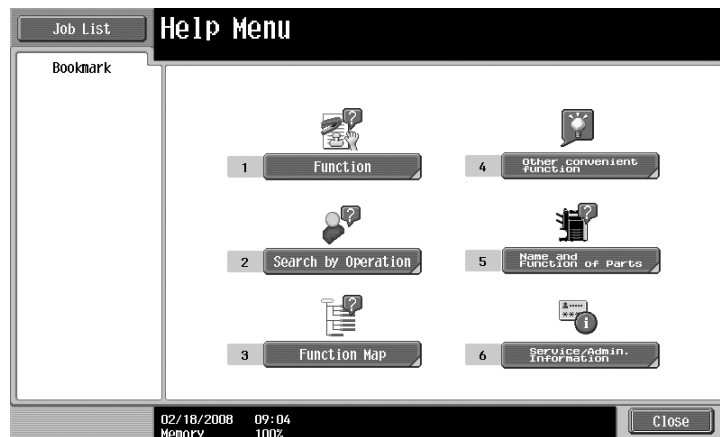 Job List
Help Menu
Bookmark
1 Function
4 Other convenient
function
2 Search by Operation
5 Name and
Function of Parts
3 Function Map
6 Service/Admin.
Information
02/18/2008 09:04
Memory 100%
Close